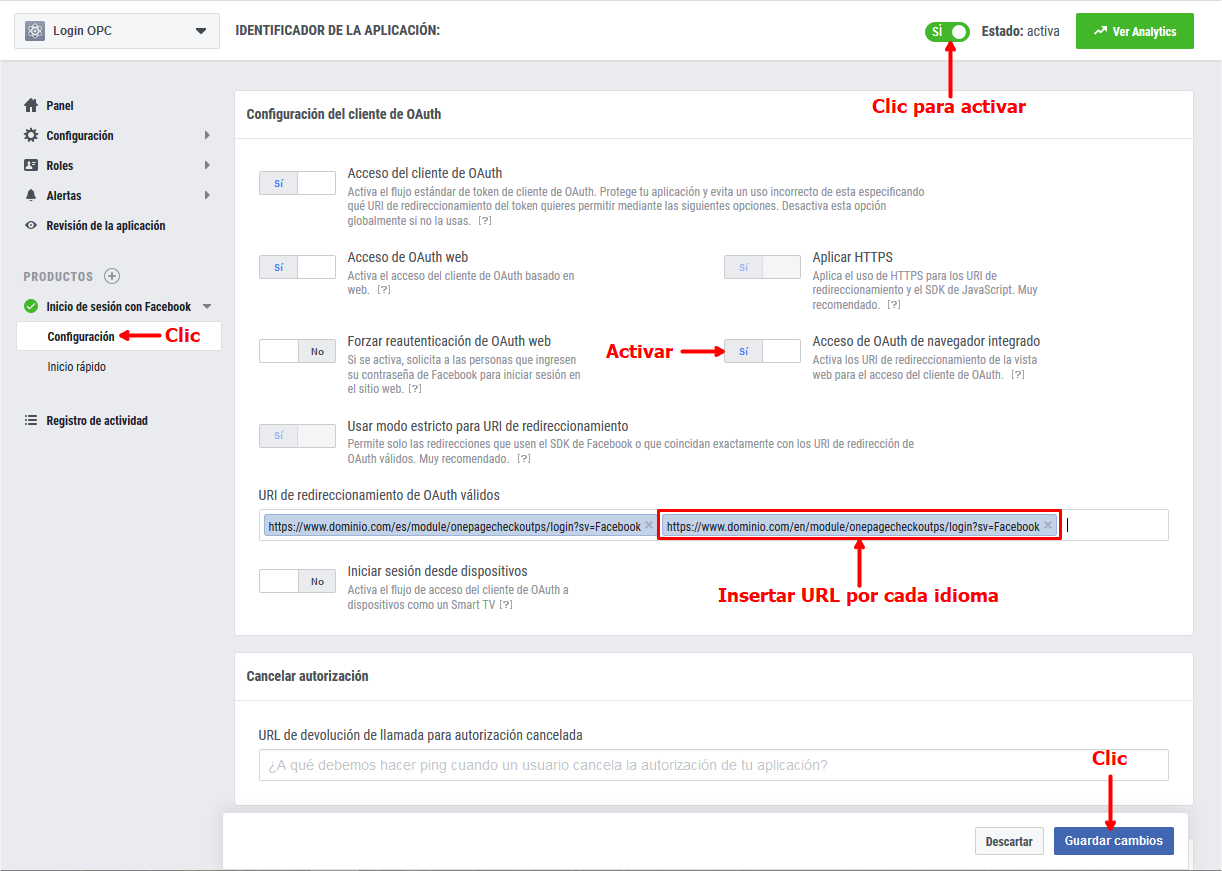 Login OPC
IDENTIFICADOR DE LA APLICACIÓN:
SÍ
Estado: activa
Ver Analytics
Clic para activar
Panel
Configuración
Roles
Alertas
Revisión de la aplicación
PRODUCTOS
Inicio de sesión con Facebook
Configuración
Clic
Inicio rápido
Registro de actividad
Configuración del cliente de OAuth
Sí
Acceso del cliente de OAuth
Activa el flujo estándar de token de cliente de OAuth. Protege tu aplicación y evita un uso incorrecto de esta especificando
qué URI de redireccionamiento del token quieres permitir mediante las siguientes opciones. Desactiva esta opción
globalmente si no la usas. [?]
Sí
Acceso de OAuth web
Activa el acceso del cliente de OAuth basado en
web. [?]
Sí
Aplicar HTTPS
Aplica el uso de HTTPS para los URI de
redireccionamiento y el SDK de JavaScript. Muy
recomendado. [?]
No
Forzar reautenticación de OAuth web
Si se activa, solicita a las personas que ingresen
su contraseña de Facebook para iniciar sesión en
el sitio web. [?]
Activar
Sí
Acceso de OAuth de navegador integrado
Activa los URI de redireccionamiento de la vista
web para el acceso del cliente de OAuth. [?]
Sí
Usar modo estricto para URI de redireccionamiento
Permite solo las redirecciones que usen el SDK de Facebook o que coincidan exactamente con los URI de redirección de
OAuth válidos. Muy recomendado. [?]
URI de redireccionamiento de OAuth válidos
https://www.dominio.com/es/module/onepagecheckoutps/login?sv=Facebook
https://www.dominio.com/en/module/onepagecheckoutps/login?sv=Facebook
No
Iniciar sesión desde dispositivos
Activa el flujo de acceso del cliente de OAuth a
dispositivos como un Smart TV [?]
Insertar URL por cada idioma
Cancelar autorización
URL de devolución de llamada para autorización cancelada
¿A qué debemos hacer ping cuando un usuario cancela la autorización de tu aplicación?
Clic
Descartar
Guardar cambios